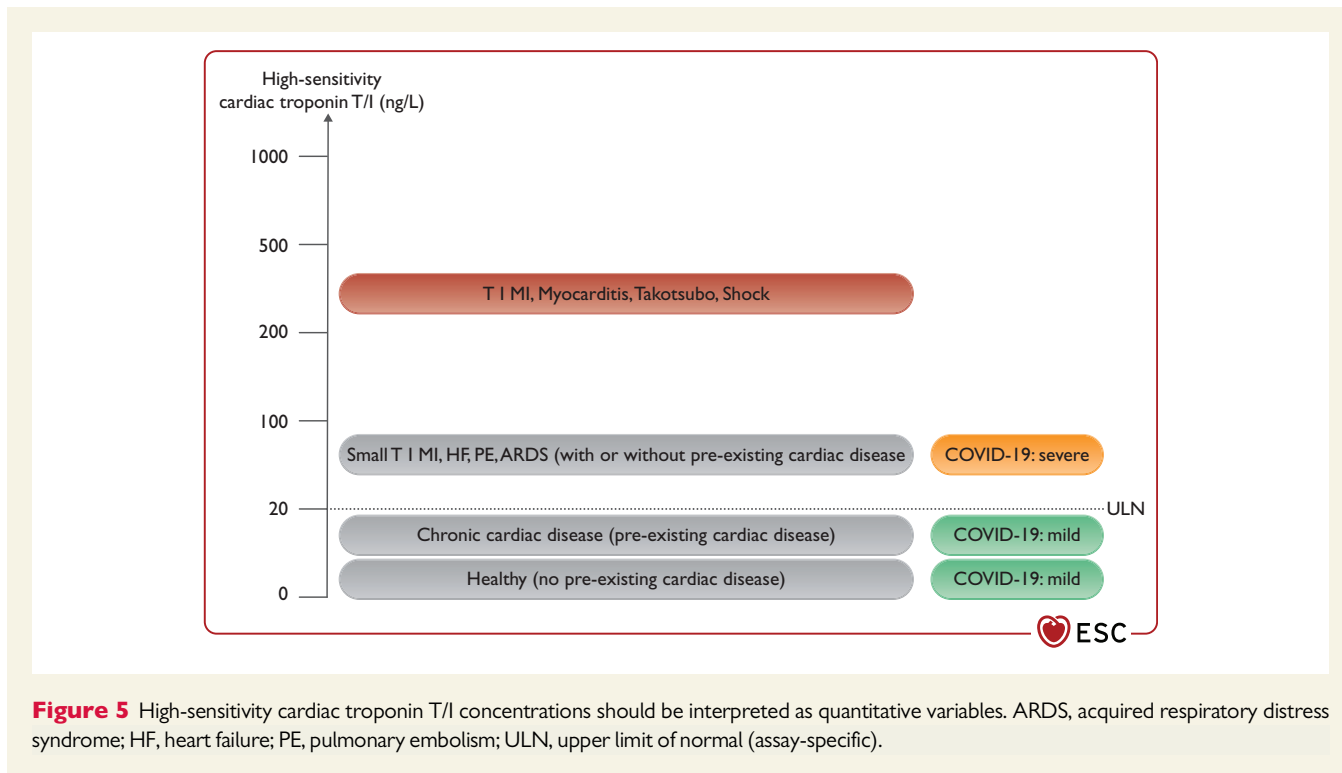 High-sensitivity
cardiac troponin T/I (ng/L)
1000
500
T 1 MI, Myocarditis, Takotsubo, Shock
200
100
Small T 1 MI, HF, PE, ARDS (with or without pre-existing cardiac disease
COVID-19: severe
20
ULN
Chronic cardiac disease (pre-existing cardiac disease)
COVID-19: mild
Healthy (no pre-existing cardiac disease)
COVID-19: mild
0
ESC
Figure 5 High-sensitivity cardiac troponin T/I concentrations should be interpreted as quantitative variables. ARDS, acquired respiratory distress
syndrome; HF, heart failure; PE, pulmonary embolism; ULN, upper limit of normal (assay-specific).